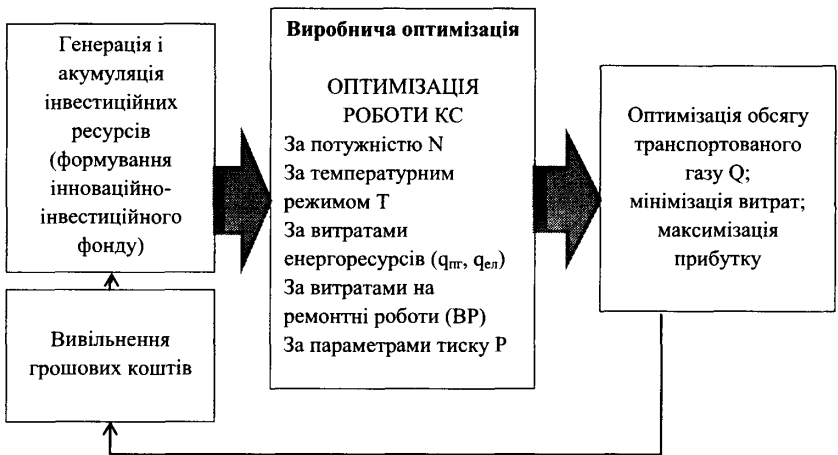 Генерація і
акумуляція
інвестиційних
ресурсів
(формування
інноваційно-
інвестиційного
фонду)
Вивільнення
грошових коштів
Виробнича оптимізація
ОПТИМІЗАЦІЯ
РОБОТИ КС
За потужністю N
За температурним
режимом T
За витратами
енергоресурсів (qпг, qел)
За витратами на
ремонтні роботи (ВР)
За параметрами тиску P
Оптимізація обсягу
транспортованого
газу Q;
мінімізація витрат;
максимізація
прибутку